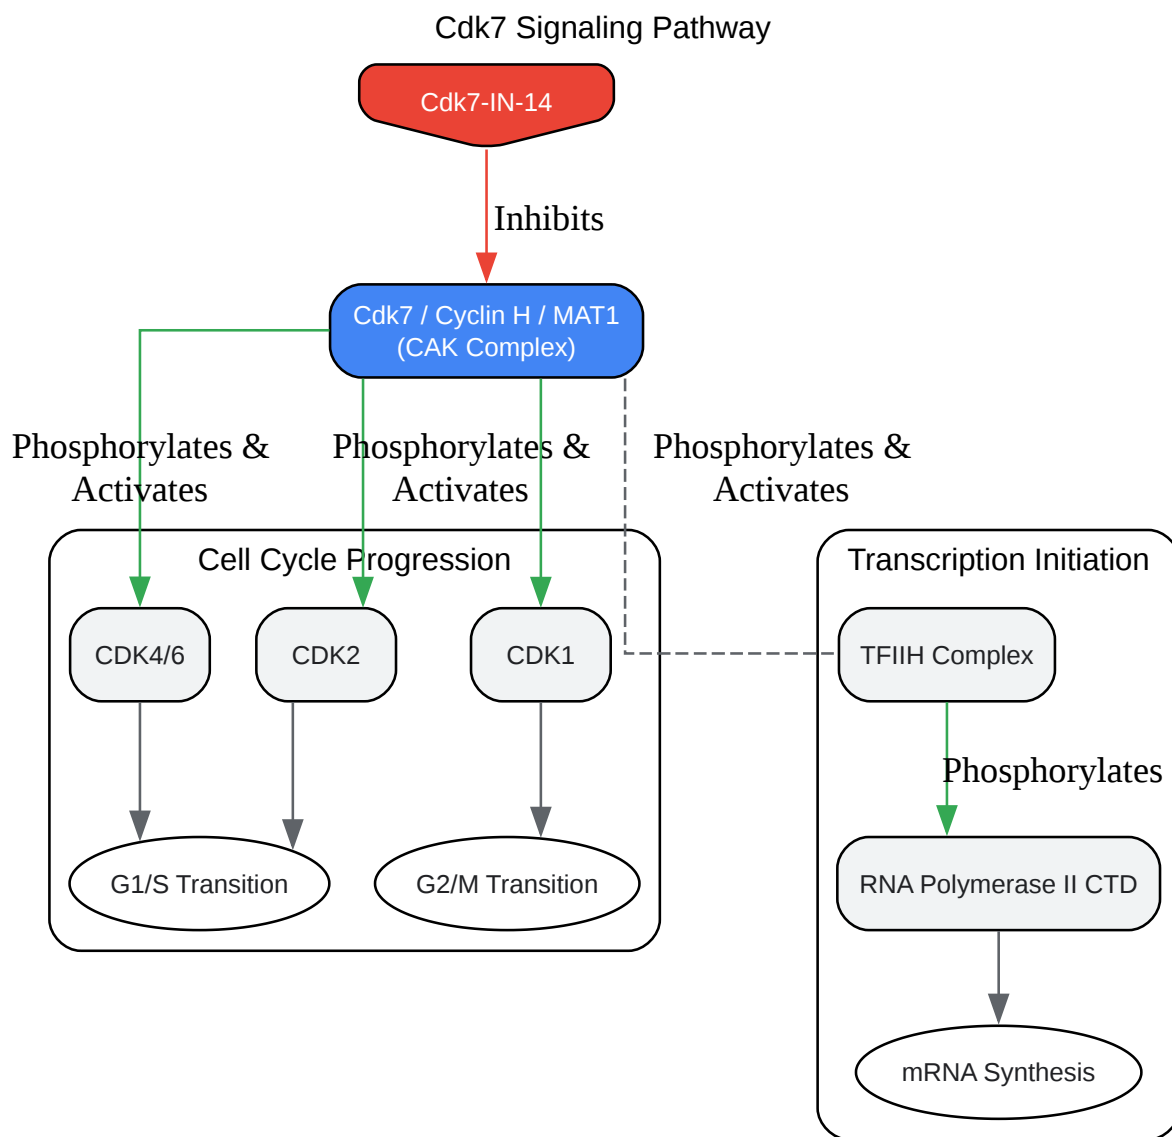 Cdk7 Signaling Pathway
Cdk7-IN-14
Inhibits
Cdk7 / Cyclin H / MAT1
(CAK Complex)
Phosphorylates &
Activates
Phosphorylates &
Activates
Phosphorylates &
Activates
Cell Cycle Progression
Transcription Initiation
CDK4/6
CDK2
CDK1
TFIIH Complex
Phosphorylates
G1/S Transition
G2/M Transition
RNA Polymerase II CTD
mRNA Synthesis